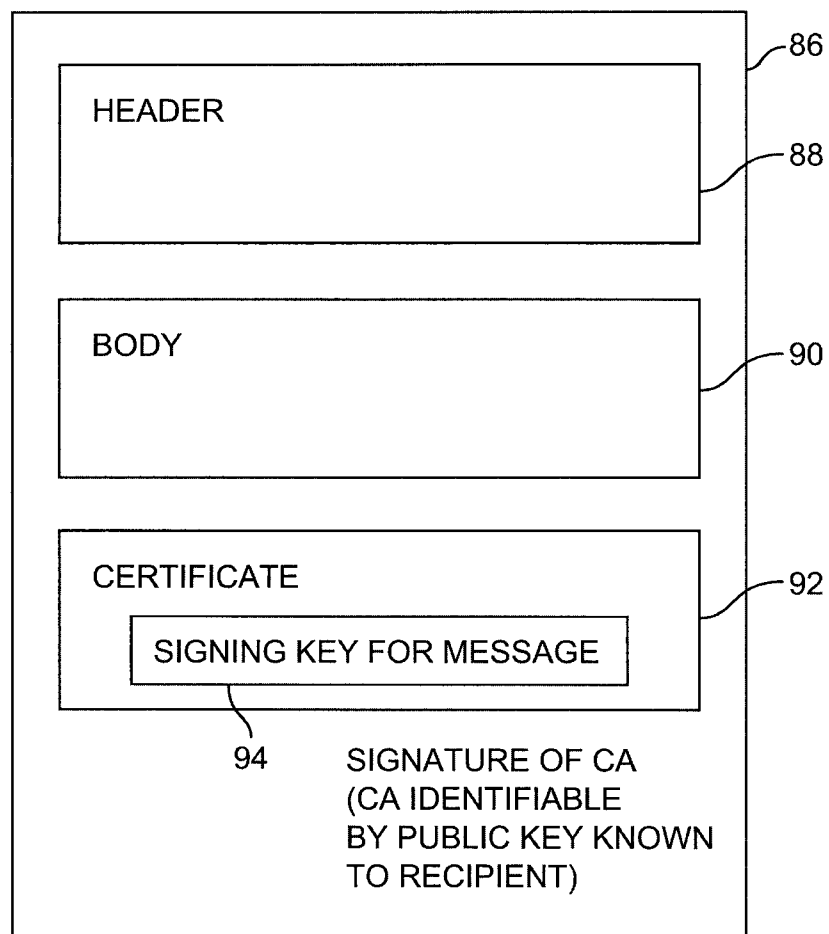 86
HEADER
88
BODY
90
CERTIFICATE
92
SIGNING KEY FOR MESSAGE
94
SIGNATURE OF CA
(CA IDENTIFIABLE
BY PUBLIC KEY KNOWN
TO RECIPIENT)